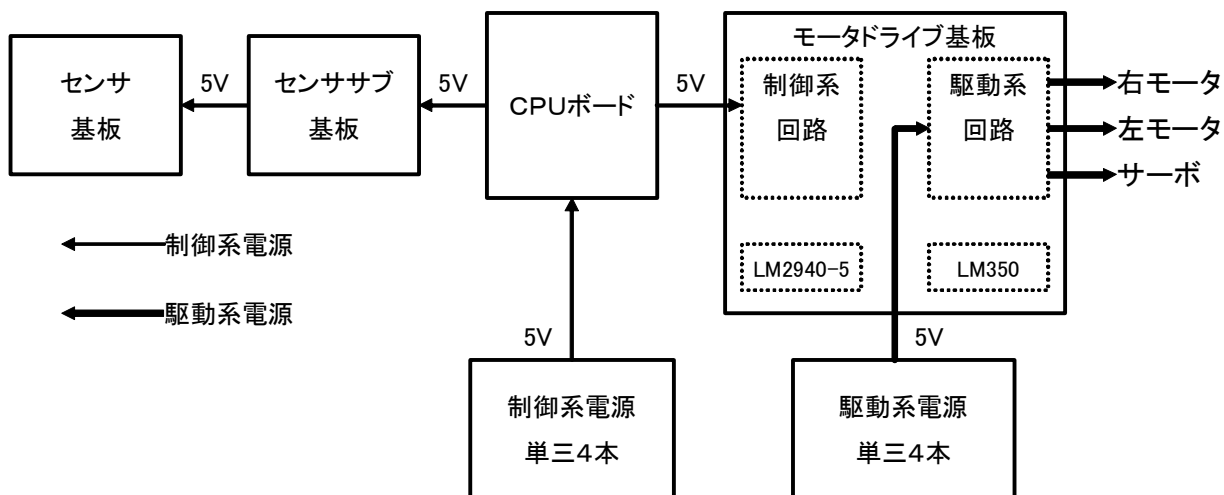 モータドライブ基板
センサ
基板
5V
センササブ
基板
5V
CPUボード
5V
制御系
回路
駆動系
回路
右モータ
左モータ
サーボ
LM2940-5
LM350
制御系電源
駆動系電源
5V
5V
制御系電源
単三4本
駆動系電源
単三4本